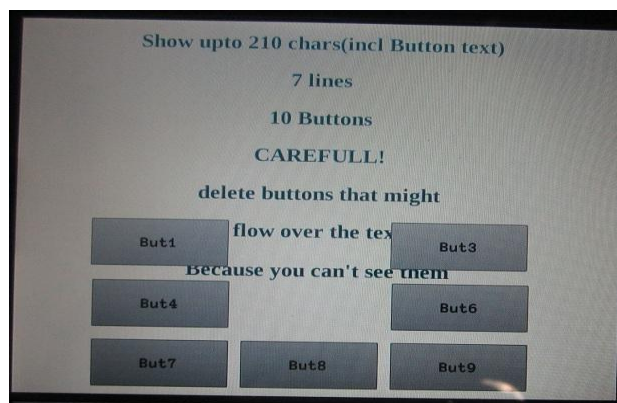 Show upto 210 chars(incl Button text)
7 lines
10 Buttons
CAREFULL!
delete buttons that might
flow over the
But1
But3
Because you can't see them
But4
But6
But7 But8 But9